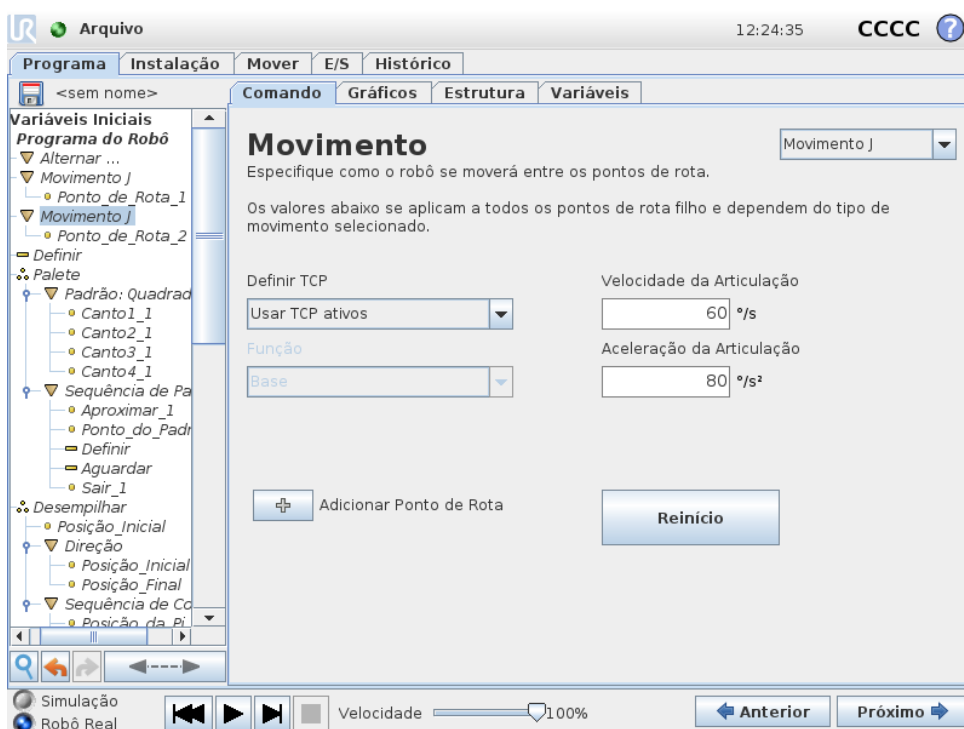 UR Arquivo 12:24:35 CCCC ?
Programa Instalação Mover E/S Histórico
<sem nome>
Comando Gráficos Estrutura Variáveis
Variáveis Iniciais
Programa do Robô
Alternar ...
Movimento J
Ponto_de_Rota_1
Movimento J
Ponto_de_Rota_2
Definir
Palete
Padrão: Quadrad
Canto1_1
Canto2_1
Canto3_1
Canto4_1
Sequência de Pa
Aproximar_1
Ponto_do_Padr
Definir
Aguardar
Sair_1
Desempilhar
Posição_Inicial
Direção
Posição_Inicial
Posição_Final
Sequência de Co
Posição_da_Pi
Movimento
Movimento J
Especifique como o robô se moverá entre os pontos de rota.
Os valores abaixo se aplicam a todos os pontos de rota filho e dependem do tipo de
movimento selecionado.
Definir TCP
Usar TCP ativos
Função
Base
Velocidade da Articulação
60 °/s
Aceleração da Articulação
80 °/s²
Adicionar Ponto de Rota
Reinício
Simulação
Robô Real
Velocidade 100%
Anterior Próximo